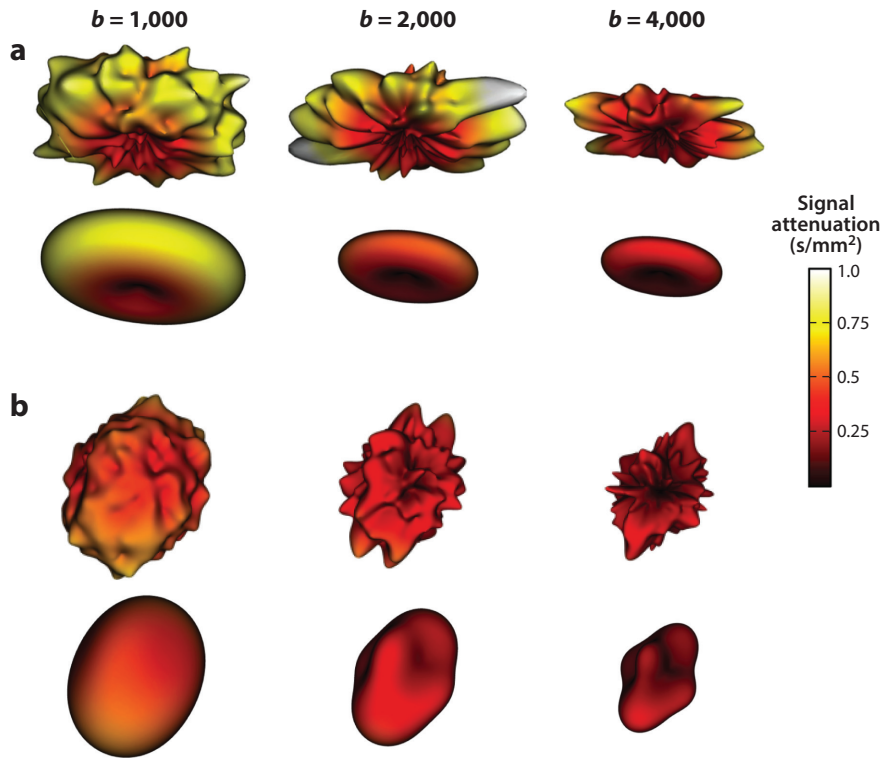 b = 1,000
b = 2,000
b = 4,000
a
Signal
attenuation
(s/mm²)
1.0
0.75
0.5
0.25
b